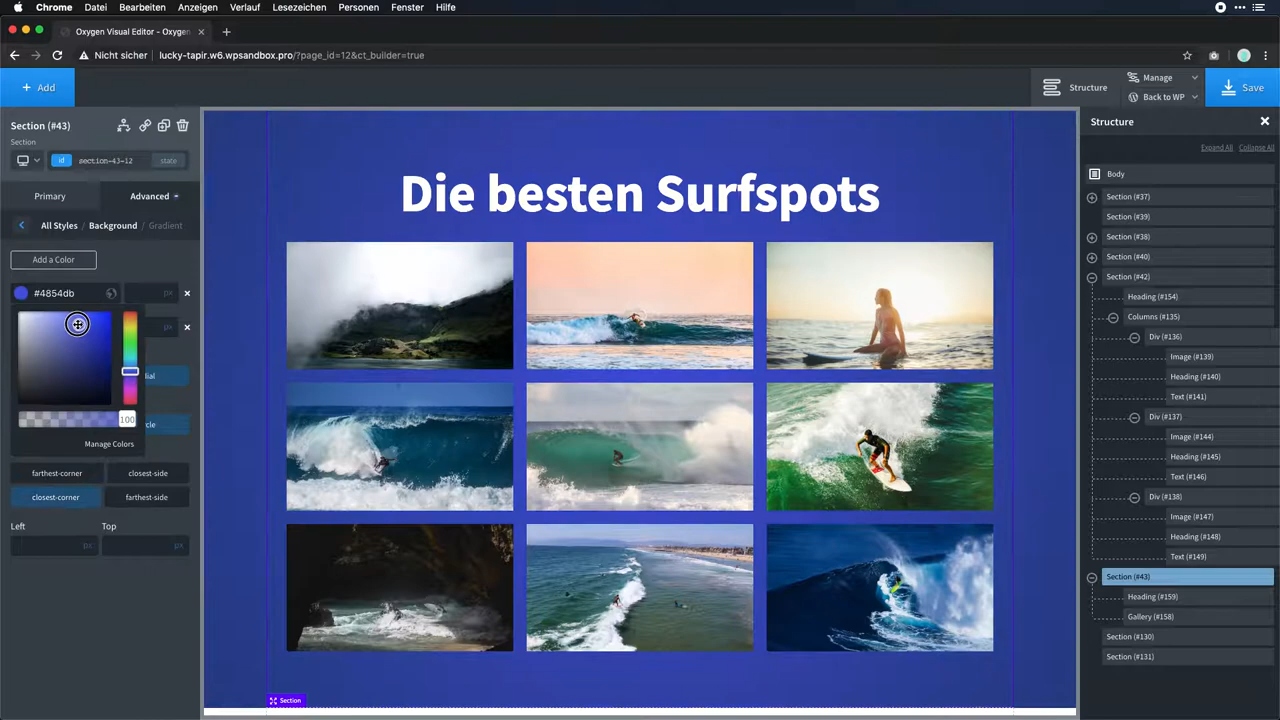 Chrome Datei Bearbeiten Anzeigen Verlauf Lesezeichen Personen Fenster Hilfe
Oxygen Visual Editor - Oxygen
Nicht sicher lucky-tapir.w6.wpsandbox.pro/?page_id=12&ct_builder=true
+ Add
Structure
Manage
Back to WP
Save
Section (#43)
Section
id section-43-12 state
Primary Advanced
All Styles › Background › Gradient
Add a Color
#4854db px
px
dial
cle
100
Manage Colors
farthest-corner closest-side
closest-corner farthest-side
Left Top
px px
Die besten Surfspots
Section
Structure
Expand All Collapse All
Body
Section (#37)
Section (#39)
Section (#38)
Section (#40)
Section (#42)
Heading (#154)
Columns (#135)
Div (#136)
Image (#139)
Heading (#140)
Text (#141)
Div (#137)
Image (#144)
Heading (#145)
Text (#146)
Div (#138)
Image (#147)
Heading (#148)
Text (#149)
Section (#43)
Heading (#159)
Gallery (#158)
Section (#130)
Section (#131)